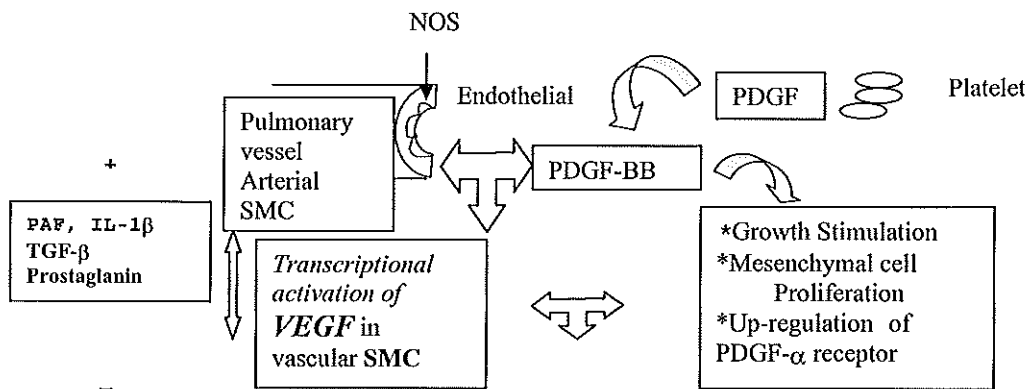 NOS
Endothelial
PDGF
Platelet
Pulmonary
vessel
Arterial
SMC
PDGF-BB
+
PAF, IL-1β
TGF-β
Prostaglanin
Transcriptional
activation of
VEGF in
vascular SMC
*Growth Stimulation
*Mesenchymal cell
Proliferation
*Up-regulation of
PDGF-α receptor
–